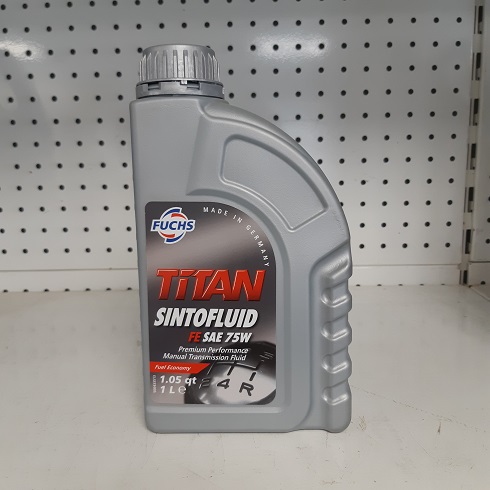 FUCHS
MADE IN GERMANY
TITAN
SINTOFLUID
FE SAE 75W
Premium Performance
Manual Transmission Fluid
Fuel Economy
1.05 qt
1 L e
2 4 R